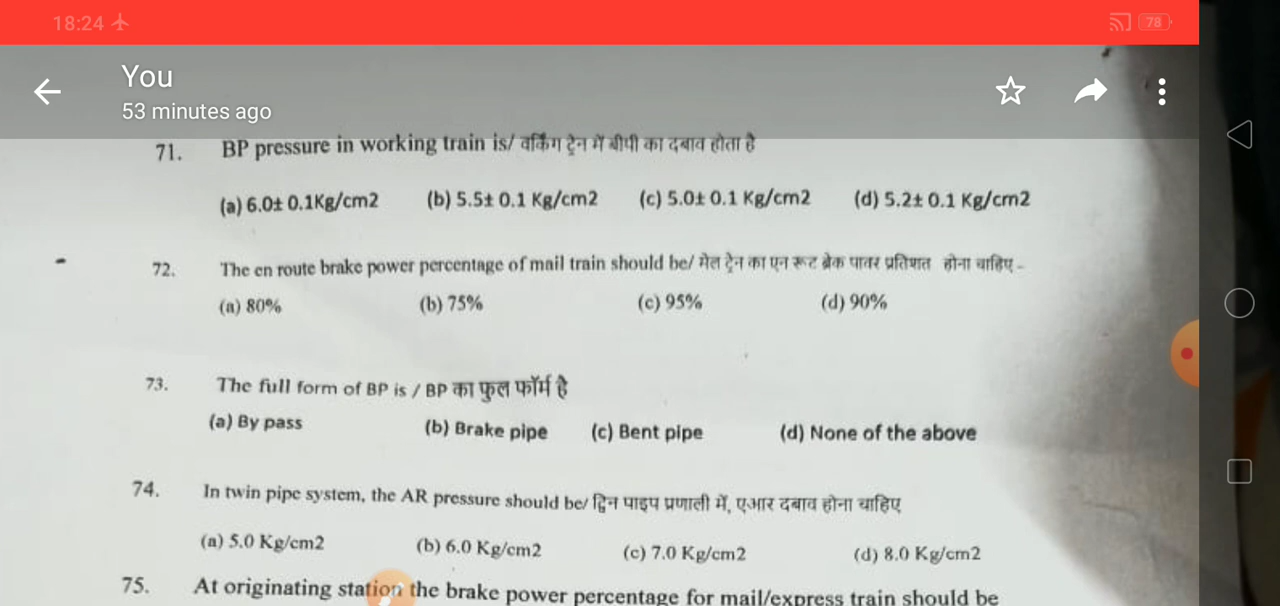 18:24
78
You
53 minutes ago
71. BP pressure in working train is/ वर्किंग ट्रेन में बीपी का दबाव होता है
(a) 6.0± 0.1Kg/cm2 (b) 5.5± 0.1 Kg/cm2 (c) 5.0± 0.1 Kg/cm2 (d) 5.2± 0.1 Kg/cm2
72. The en route brake power percentage of mail train should be/ मेल ट्रेन का एन रूट ब्रेक पावर प्रतिशत होना चाहिए -
(a) 80% (b) 75% (c) 95% (d) 90%
73. The full form of BP is / BP का फुल फॉर्म है
(a) By pass (b) Brake pipe (c) Bent pipe (d) None of the above
74. In twin pipe system, the AR pressure should be/ ट्विन पाइप प्रणाली में, एआर दबाव होना चाहिए
(a) 5.0 Kg/cm2 (b) 6.0 Kg/cm2 (c) 7.0 Kg/cm2 (d) 8.0 Kg/cm2
75. At originating station the brake power percentage for mail/express train should be